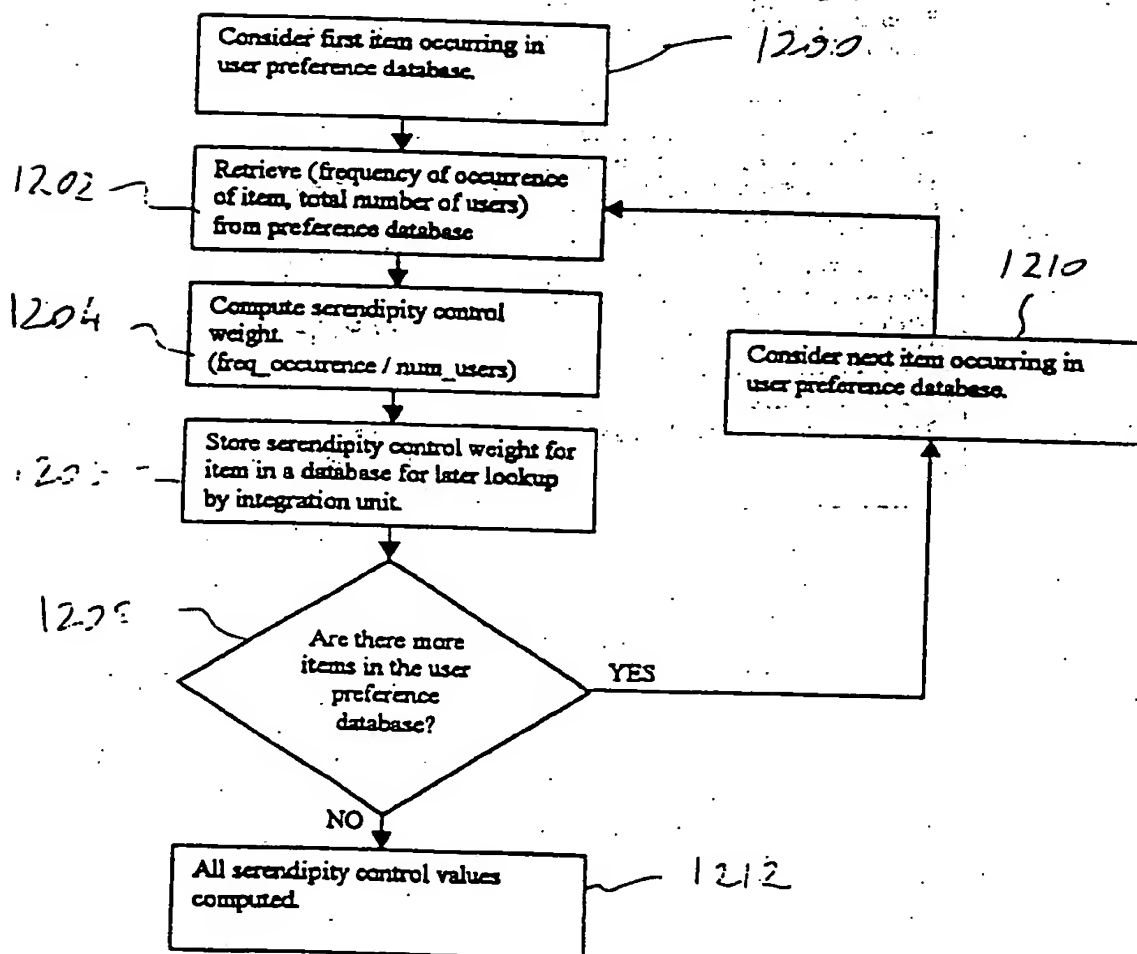 Consider first item occurring in
user preference database.
1200
Retrieve (frequency of occurrence
of item, total number of users)
from preference database
1202
Compute serendipity control
weight.
(freq_occurence / num_users)
1204
1210
Consider next item occurring in
user preference database.
Store serendipity control weight for
item in a database for later lookup
by integration unit.
Are there more
items in the user
preference
database?
YES
NO
All serendipity control values
computed.
1212